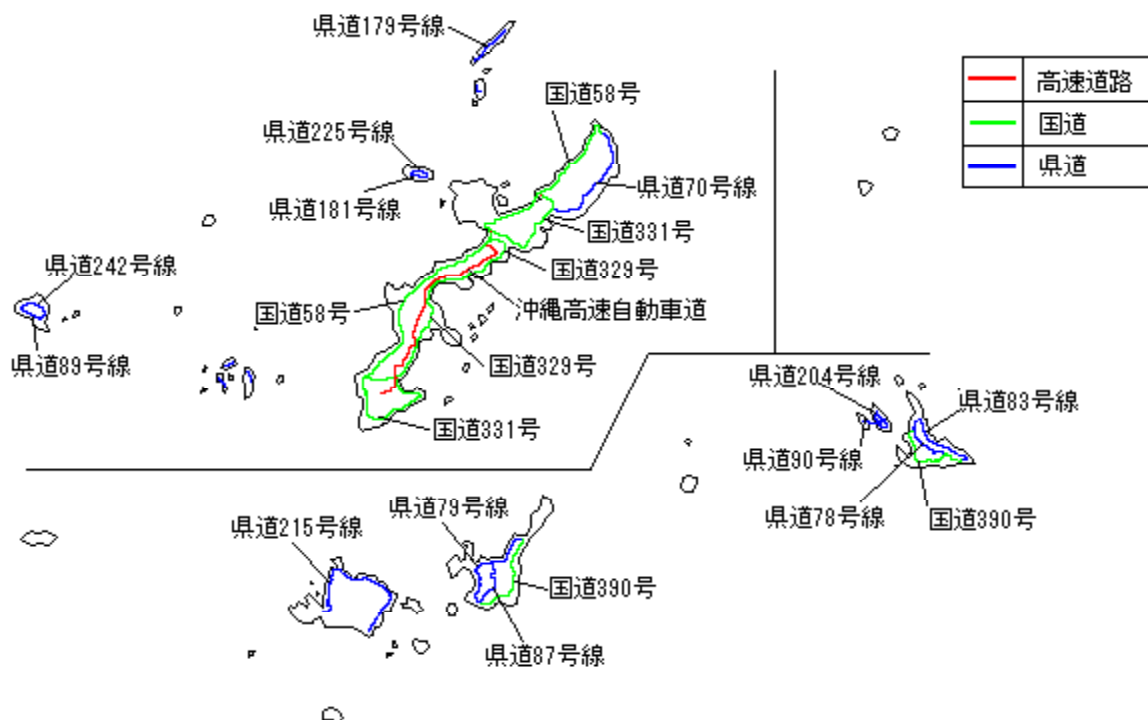 県道179号線
国道58号
高速道路
国道
県道
県道225号線
県道70号線
県道181号線
国道331号
県道242号線
国道329号
国道58号
沖縄高速自動車道
県道89号線
国道329号
県道204号線
県道83号線
国道331号
県道90号線
県道78号線
国道390号
県道79号線
県道215号線
国道390号
県道87号線